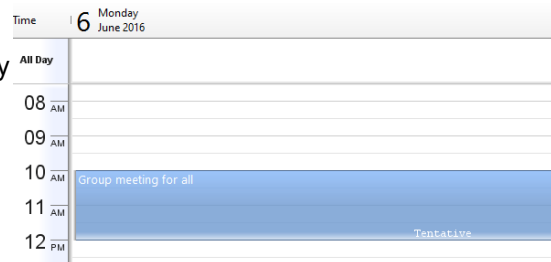 Time
6 Monday
June 2016
y
All Day
08 AM
09 AM
10 AM
Group meeting for all
11 AM
Tentative
12 PM